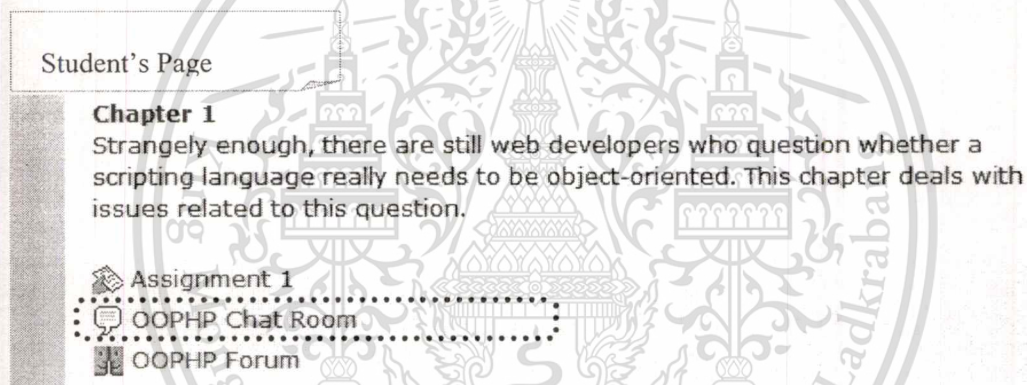 Student's Page
Chapter 1
Strangely enough, there are still web developers who question whether a
scripting language really needs to be object-oriented. This chapter deals with
issues related to this question.
Assignment 1
OOPHP Chat Room
OOPHP Forum